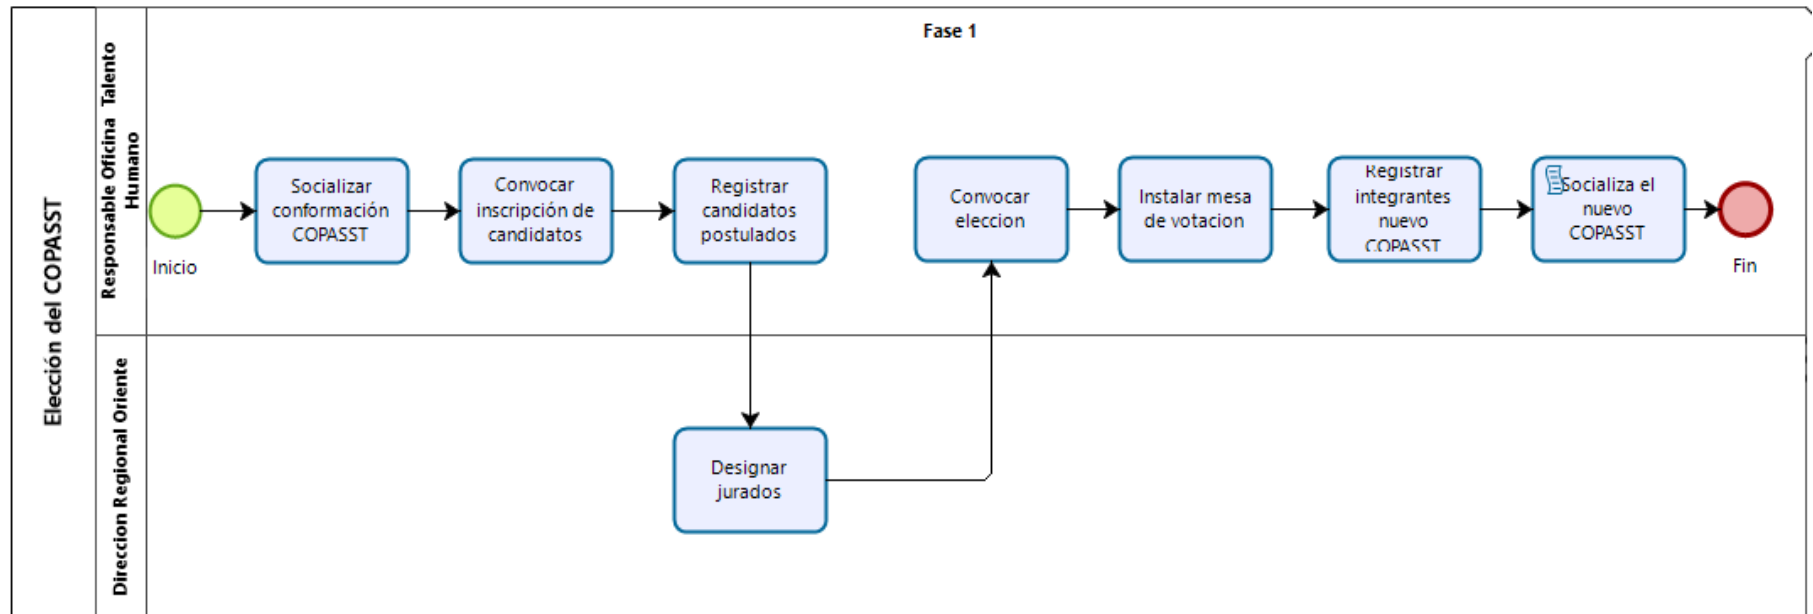 Elección del COPASST
Fase 1
Responsable Oficina Talento
Humano
Inicio
Socializar
conformación
COPASST
Convocar
inscripción de
candidatos
Registrar
candidatos
postulados
Convocar
eleccion
Instalar mesa
de votacion
Registrar
integrantes
nuevo
COPASST
Socializa el
nuevo
COPASST
Fin
Direccion Regional Oriente
Designar
jurados